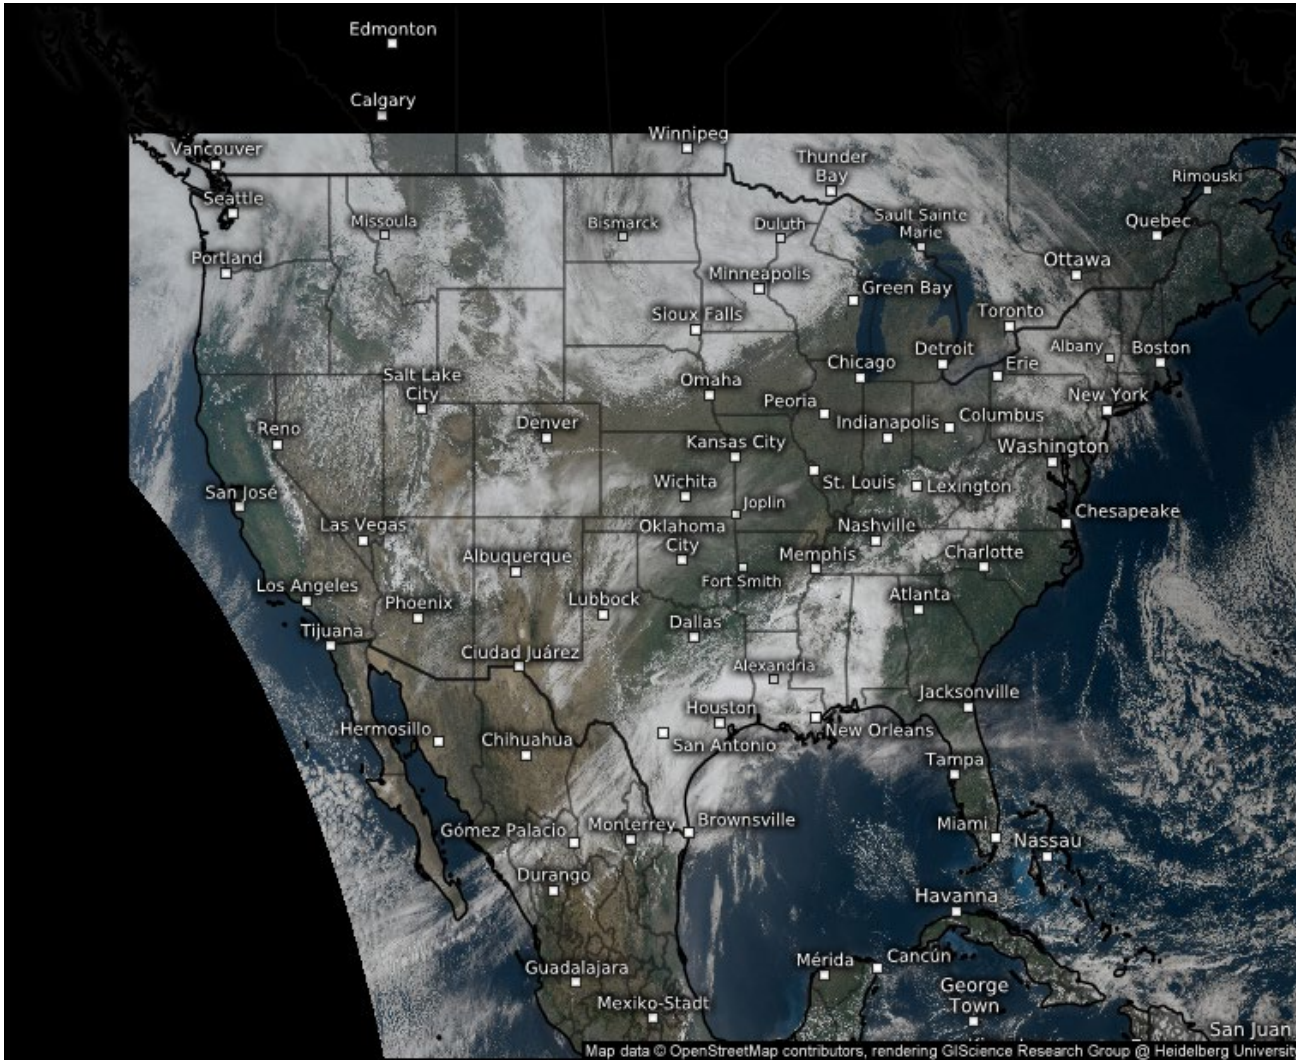 Edmonton
Calgary
Winnipeg
Vancouver
Thunder
Bay
Rimouski
Seattle
Missoula
Bismarck
Duluth
Sault Sainte
Marie
Quebec
Portland
Ottawa
Minneapolis
Green Bay
Sioux Falls
Toronto
Chicago
Detroit
Albany
Boston
Erie
Salt Lake
City
Omaha
New York
Peoria
Reno
Denver
Indianapolis
Columbus
Kansas City
Washington
Wichita
St. Louis
Lexington
San José
Joplin
Chesapeake
Las Vegas
Oklahoma
City
Nashville
Albuquerque
Memphis
Charlotte
Fort Smith
Los Angeles
Phoenix
Lubbock
Atlanta
Tijuana
Dallas
Ciudad Juárez
Alexandria
Jacksonville
Houston
Hermosillo
Chihuahua
San Antonio
New Orleans
Tampa
Gómez Palacio
Monterrey
Brownsville
Miami
Nassau
Durango
Havanna
Guadalajara
Mérida
Cancún
George
Town
Mexiko-Stadt
San Juan
Map data © OpenStreetMap contributors, rendering GIScience Research Group @ Heidelberg Universit